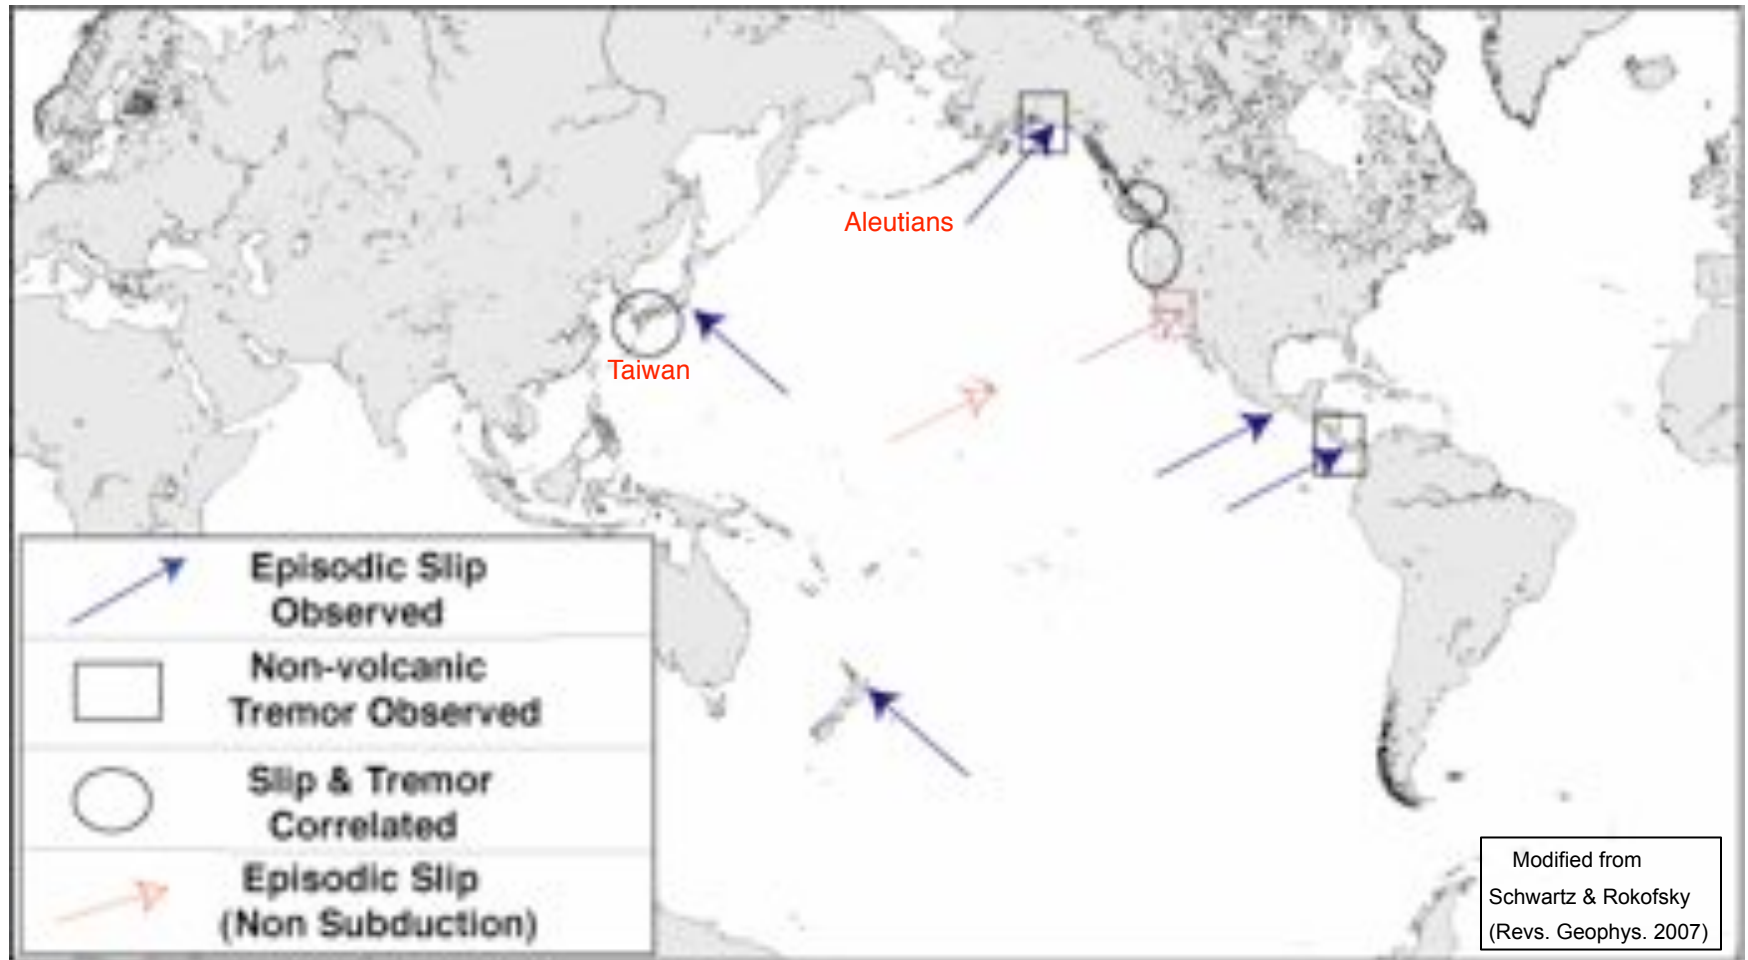 Aleutians
Taiwan
Episodic Slip
Observed
Non-volcanic
Tremor Observed
Slip & Tremor
Correlated
Episodic Slip
(Non Subduction)
Modified from
Schwartz & Rokofsky
(Revs. Geophys. 2007)